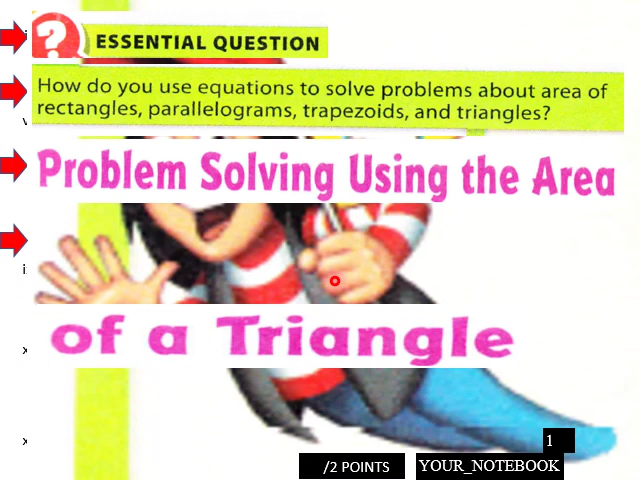 ?
ESSENTIAL QUESTION
How do you use equations to solve problems about area of
rectangles, parallelograms, trapezoids, and triangles?
Problem Solving Using the Area
of a Triangle
1
/2 POINTS
YOUR_NOTEBOOK